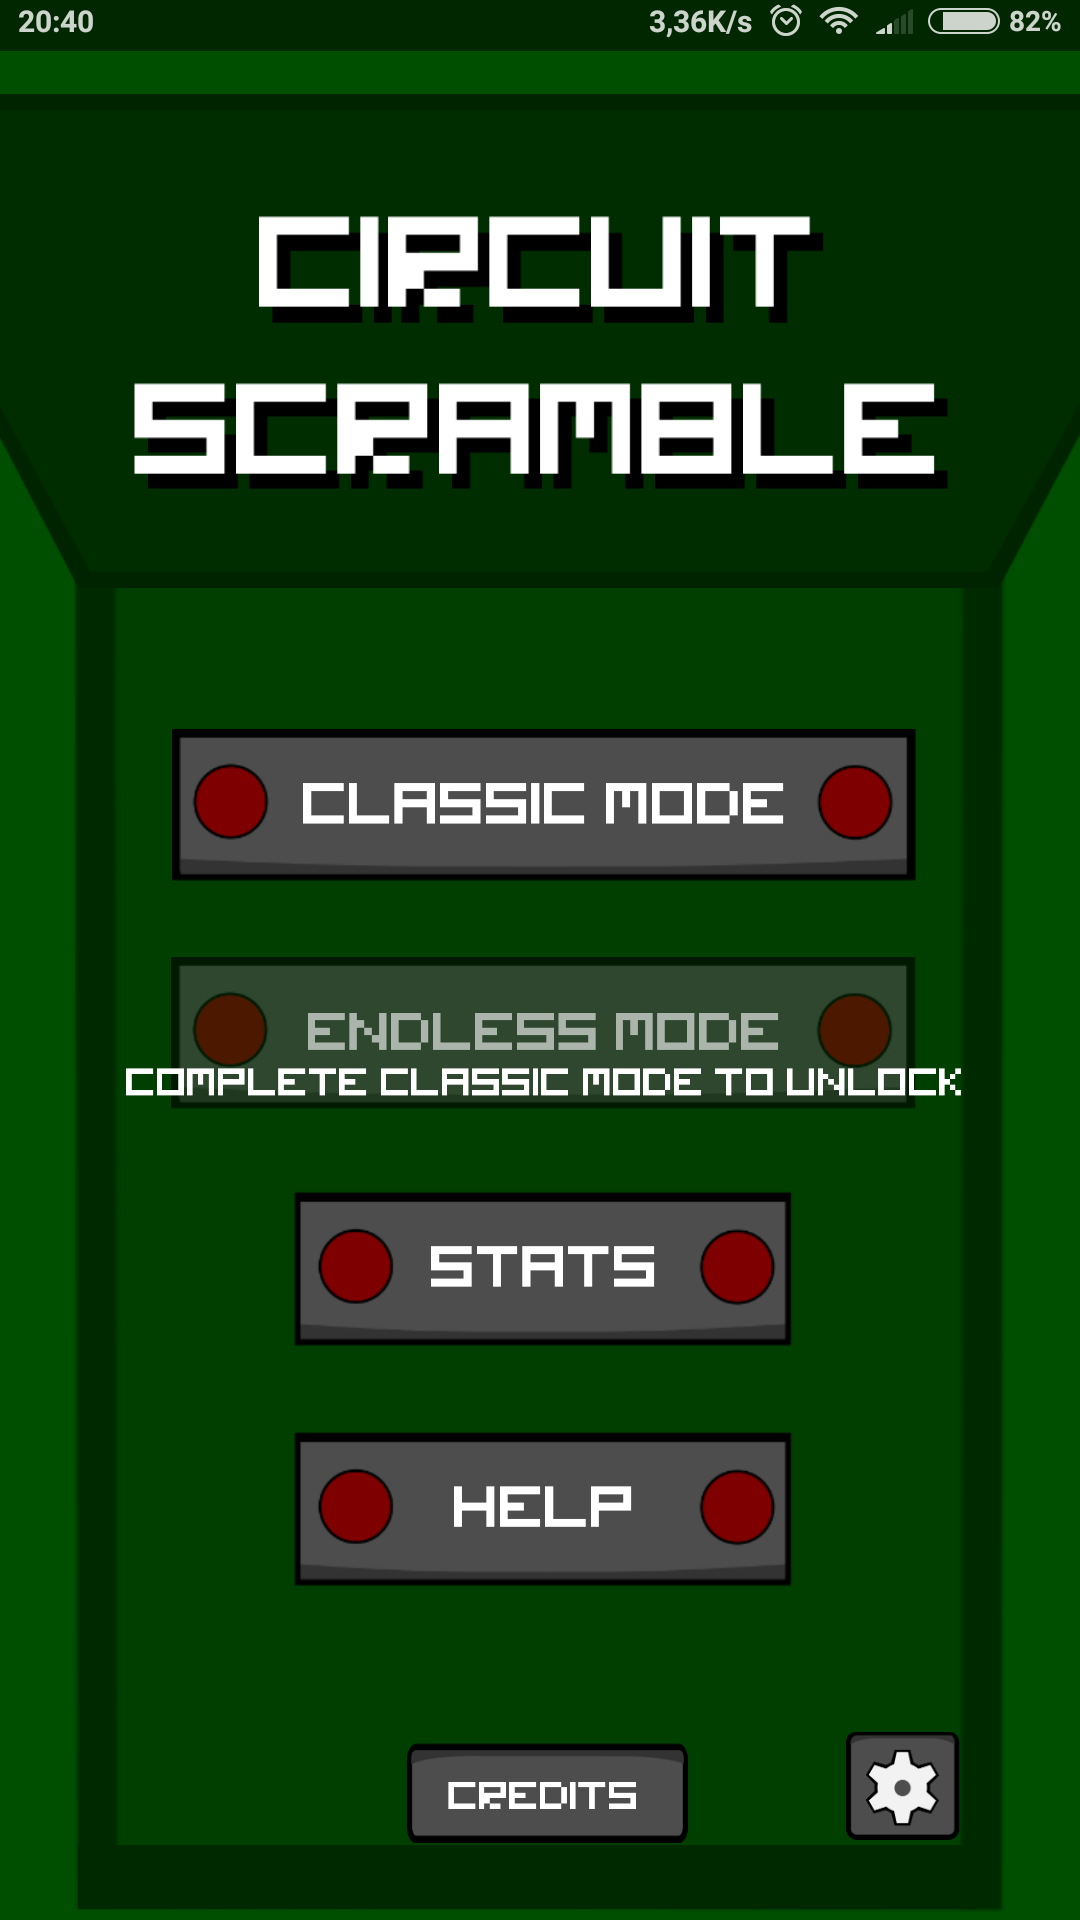 20:40 3,36K/s 82%
CIRCUIT
SCRAMBLE
CLASSIC MODE
ENDLESS MODE
COMPLETE CLASSIC MODE TO UNLOCK
STATS
HELP
CREDITS